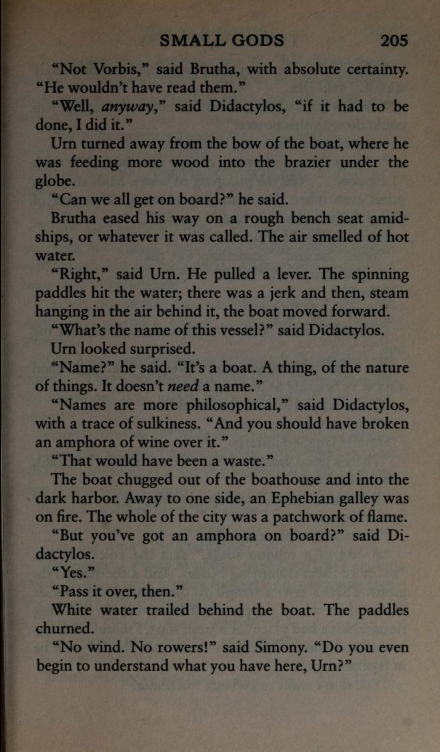 SMALL GODS 205
“Not Vorbis,” said Brutha, with absolute certainty.
“He wouldn’t have read them.”
“Well, anyway,” said Didactylos, “if it had to be
done, I did it.”
Urn turned away from the bow of the boat, where he
was feeding more wood into the brazier under the
globe.
“Can we all get on board?” he said.
Brutha eased his way on a rough bench seat amid-
ships, or whatever it was called. The air smelled of hot
water.
“Right,” said Urn. He pulled a lever. The spinning
paddles hit the water; there was a jerk and then, steam
hanging in the air behind it, the boat moved forward.
“What’s the name of this vessel?” said Didactylos.
Urn looked surprised.
“Name?” he said. “It’s a boat. A thing, of the nature
of things. It doesn’t need a name.”
“Names are more philosophical,” said Didactylos,
with a trace of sulkiness. “And you should have broken
an amphora of wine over it.”
“That would have been a waste.”
The boat chugged out of the boathouse and into the
dark harbor. Away to one side, an Ephebian galley was
on fire. The whole of the city was a patchwork of flame.
“But you’ve got an amphora on board?” said Di-
dactylos.
“Yes.”
“Pass it over, then.”
White water trailed behind the boat. The paddles
churned.
“No wind. No rowers!” said Simony. “Do you even
begin to understand what you have here, Urn?”